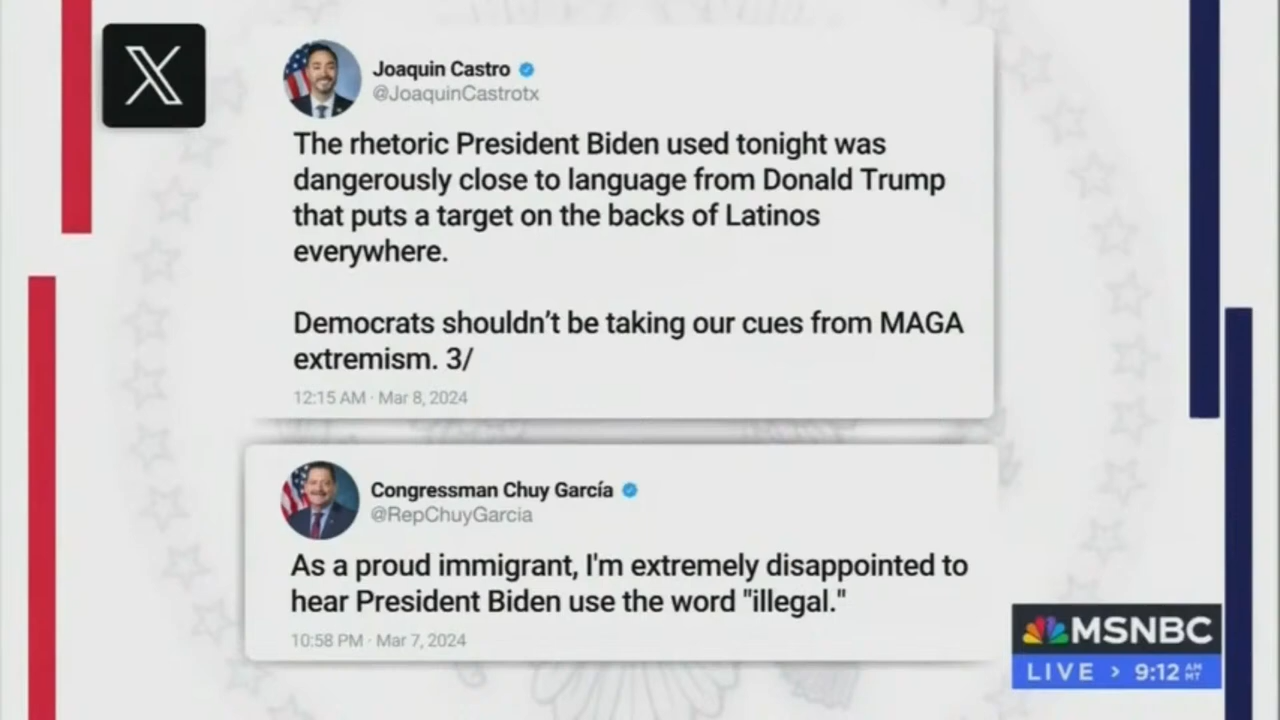 X
Joaquin Castro
@JoaquinCastrotx
The rhetoric President Biden used tonight was
dangerously close to language from Donald Trump
that puts a target on the backs of Latinos
everywhere.
Democrats shouldn't be taking our cues from MAGA
extremism. 3/
12:15 AM · Mar 8, 2024
Congressman Chuy García
@RepChuyGarcia
As a proud immigrant, I'm extremely disappointed to
hear President Biden use the word "illegal."
10:58 PM · Mar 7, 2024
MSNBC
LIVE > 9:12 AM MT